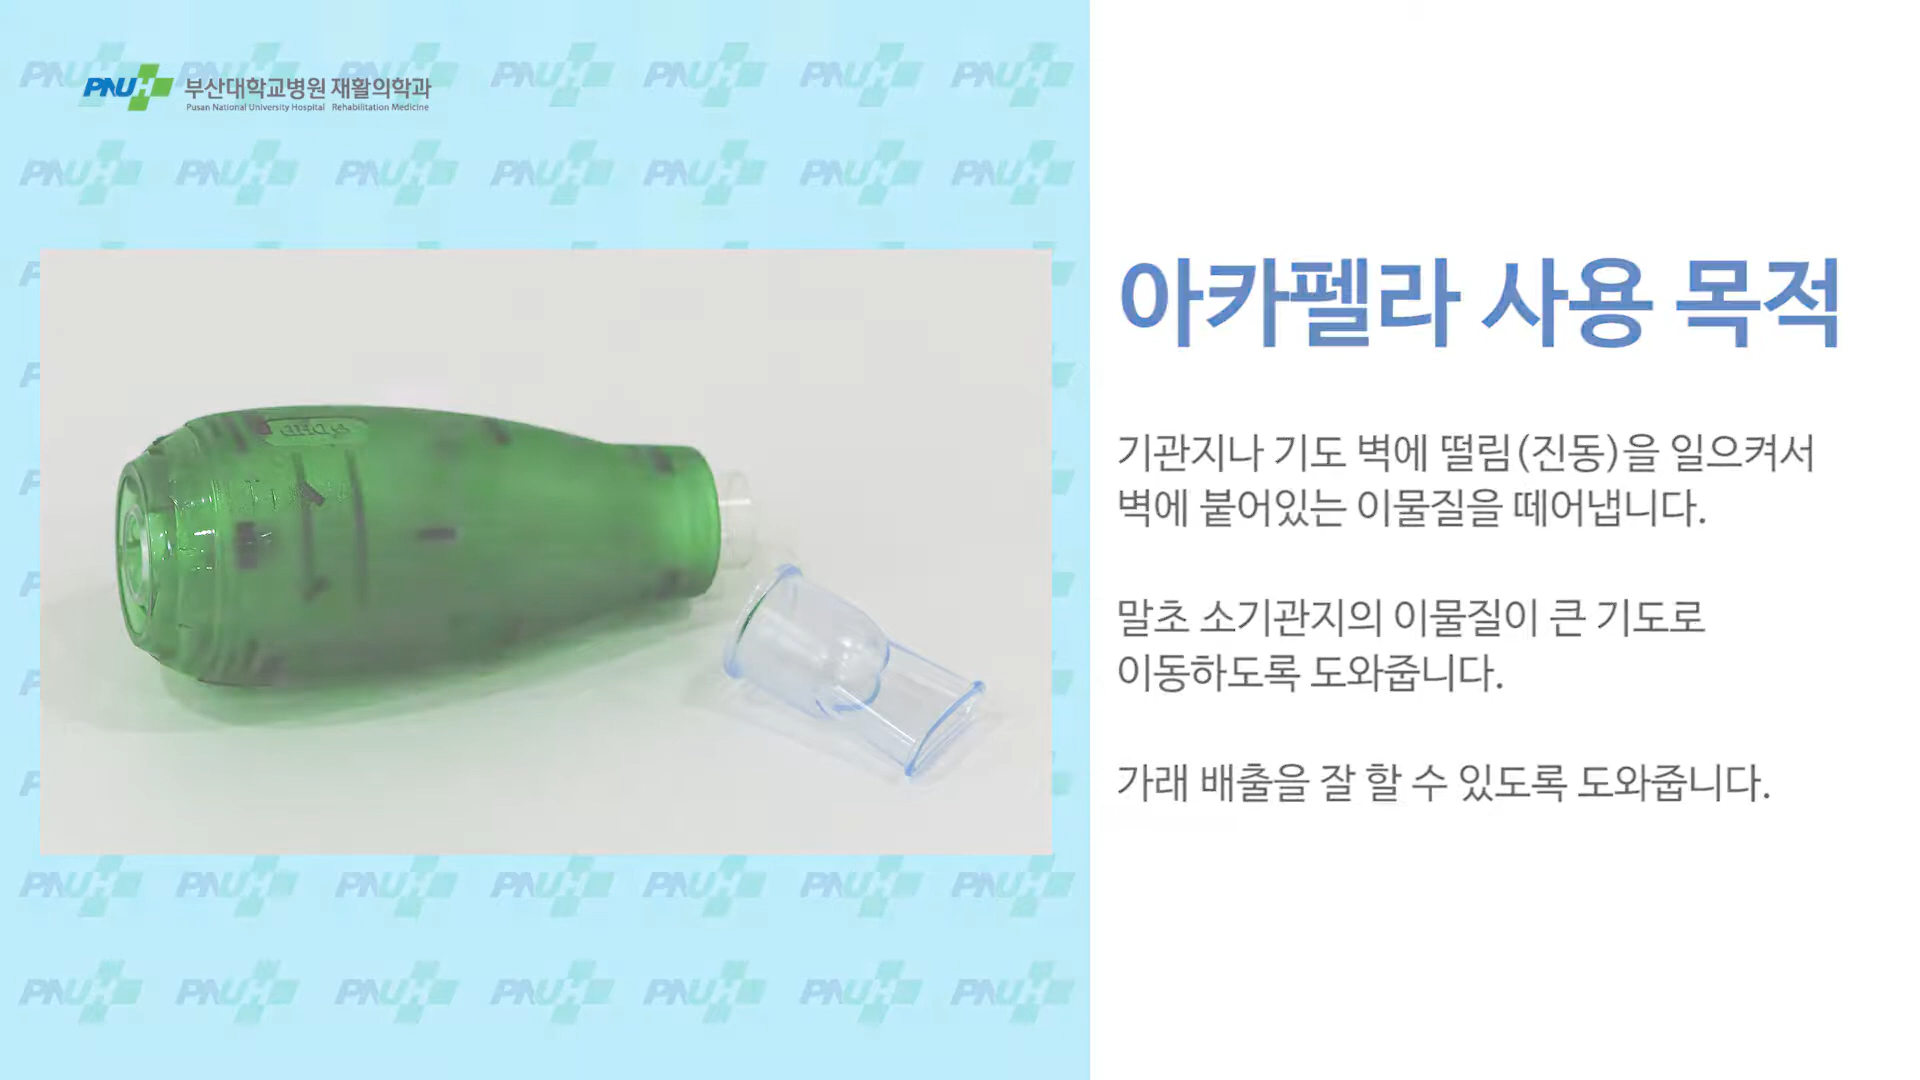 PNUH 부산대학교병원 재활의학과
Pusan National University Hospital Rehabilitation Medicine
아카펠라 사용 목적
기관지나 기도 벽에 떨림(진동)을 일으켜서
벽에 붙어있는 이물질을 떼어냅니다.
말초 소기관지의 이물질이 큰 기도로
이동하도록 도와줍니다.
가래 배출을 잘 할 수 있도록 도와줍니다.